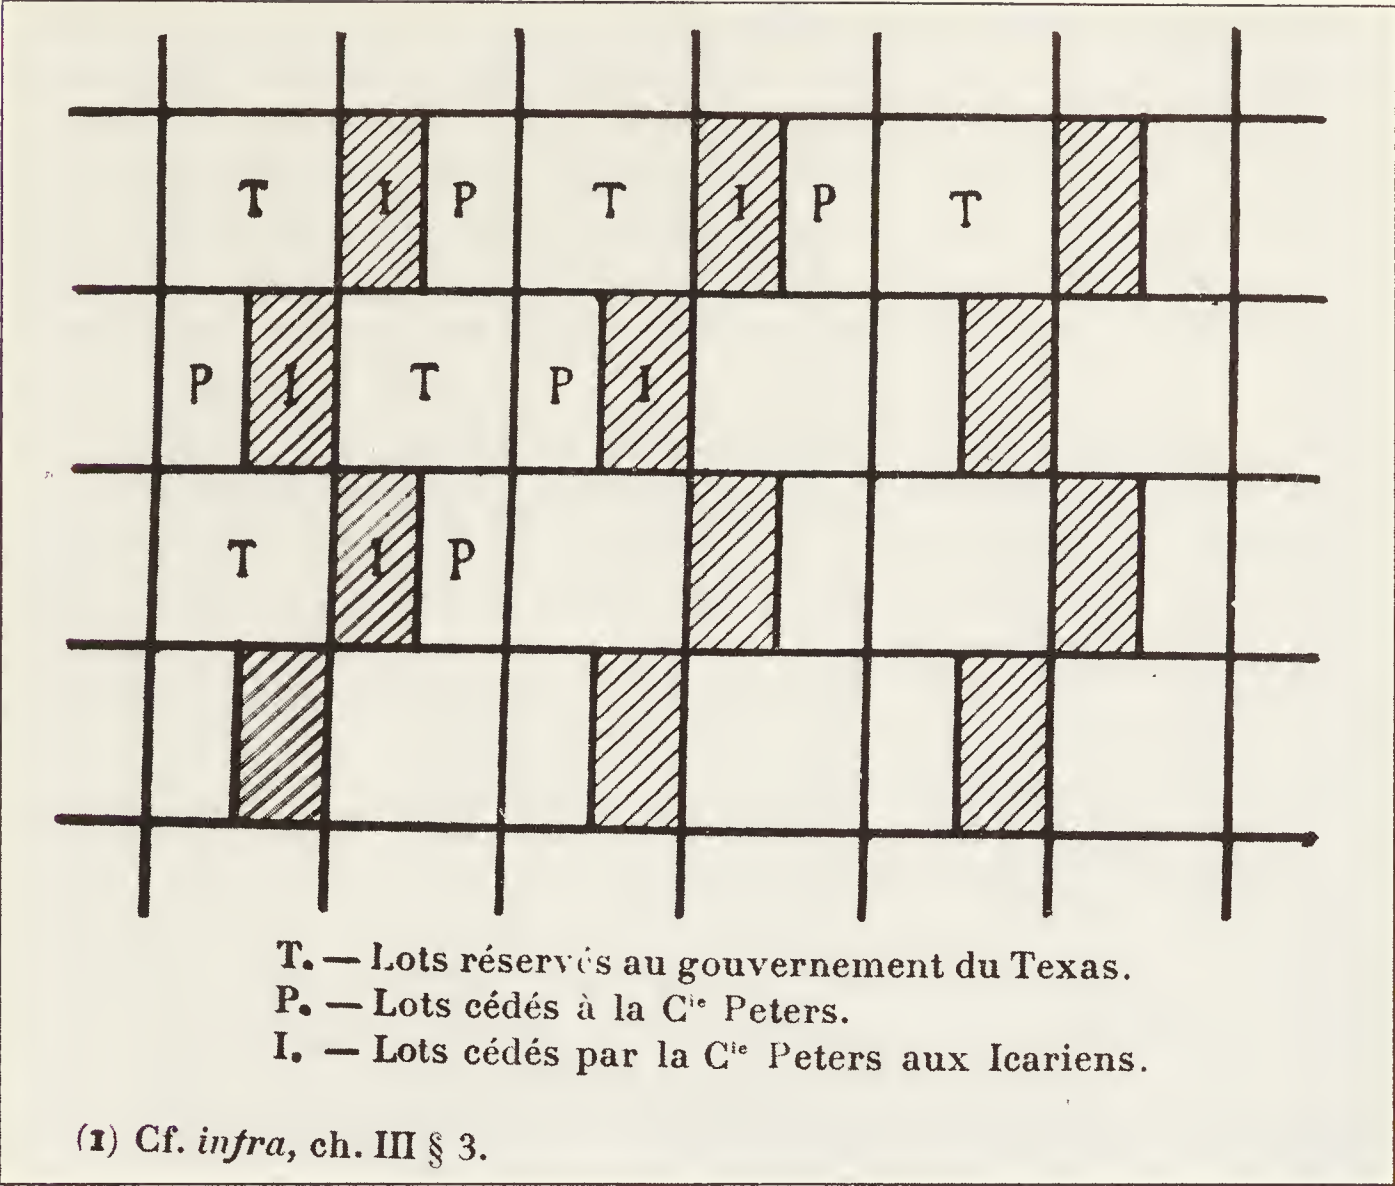 T I P T I P T
P I T P I
T I P
T. — Lots réservés au gouvernement du Texas.
P. — Lots cédés à la Cie Peters.
I. — Lots cédés par la Cie Peters aux Icariens.
(1) Cf. infra, ch. III § 3.